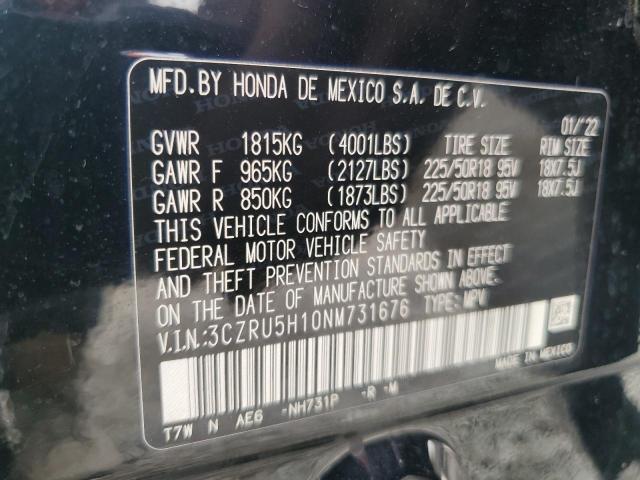 MFD.BY HONDA DE MEXICO S.A. DE C.V.
01/'22
GVWR 1815KG (4001LBS) TIRE SIZE RIM SIZE
GAWR F 965KG (2127LBS) 225/50R18 95V 18X7.5J
GAWR R 850KG (1873LBS) 225/50R18 95V 18X7.5J
THIS VEHICLE CONFORMS TO ALL APPLICABLE
FEDERAL MOTOR VEHICLE SAFETY
AND THEFT PREVENTION STANDARDS IN EFFECT
ON THE DATE OF MANUFACTURE SHOWN ABOVE.
V.I.N.:3CZRU5H10NM731676 TYPE: MPV
MADE IN MEXICO
T7W N AE6 -NH731P -R -M